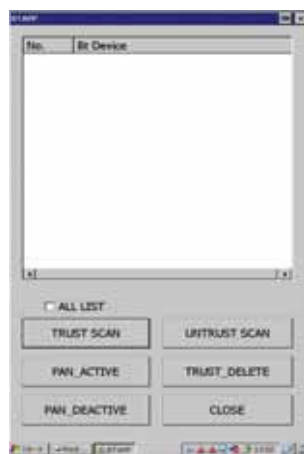 No. Bt Device
ALL LIST
TRUST SCAN UNTRUST SCAN
PAN_ACTIVE TRUST_DELETE
PAN_DEACTIVE CLOSE